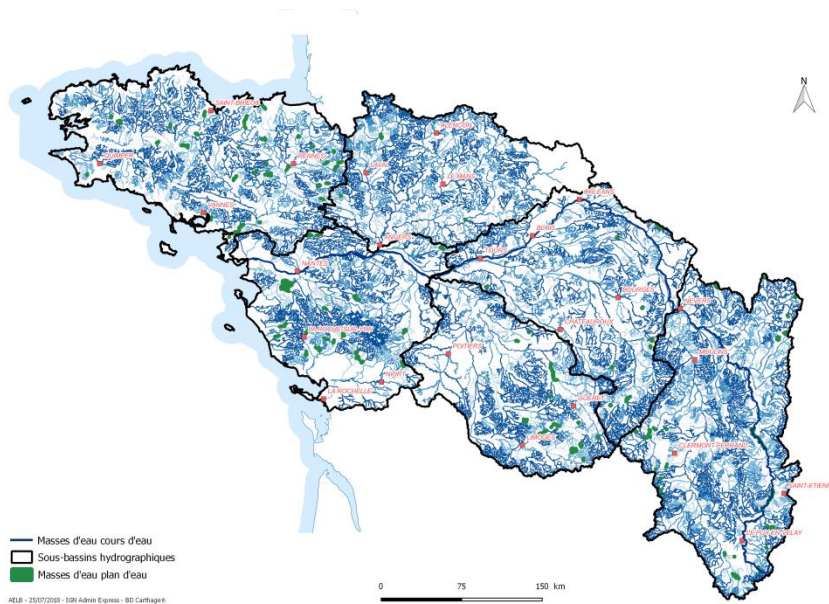 N
SAINT-BRIEUC
ALENCON
QUIMPER
RENNES
LAVAL
LE MANS
VANNES
ORLEANS
ANGERS
BLOIS
TOURS
NANTES
BOURGES
NEVERS
LA ROCHE-SUR-YON
CHATEAUROUX
POITIERS
MOULINS
NIORT
LA ROCHELLE
GUERET
LIMOGES
CLERMONT-FERRAND
SAINT-ETIENNE
LE PUY-EN-VELAY
Masses d'eau cours d'eau
Sous-bassins hydrographiques
Masses d'eau plan d'eau
0 75 150 km
AELB - 25/07/2018 - IGN Admin Express - BD Carthage®